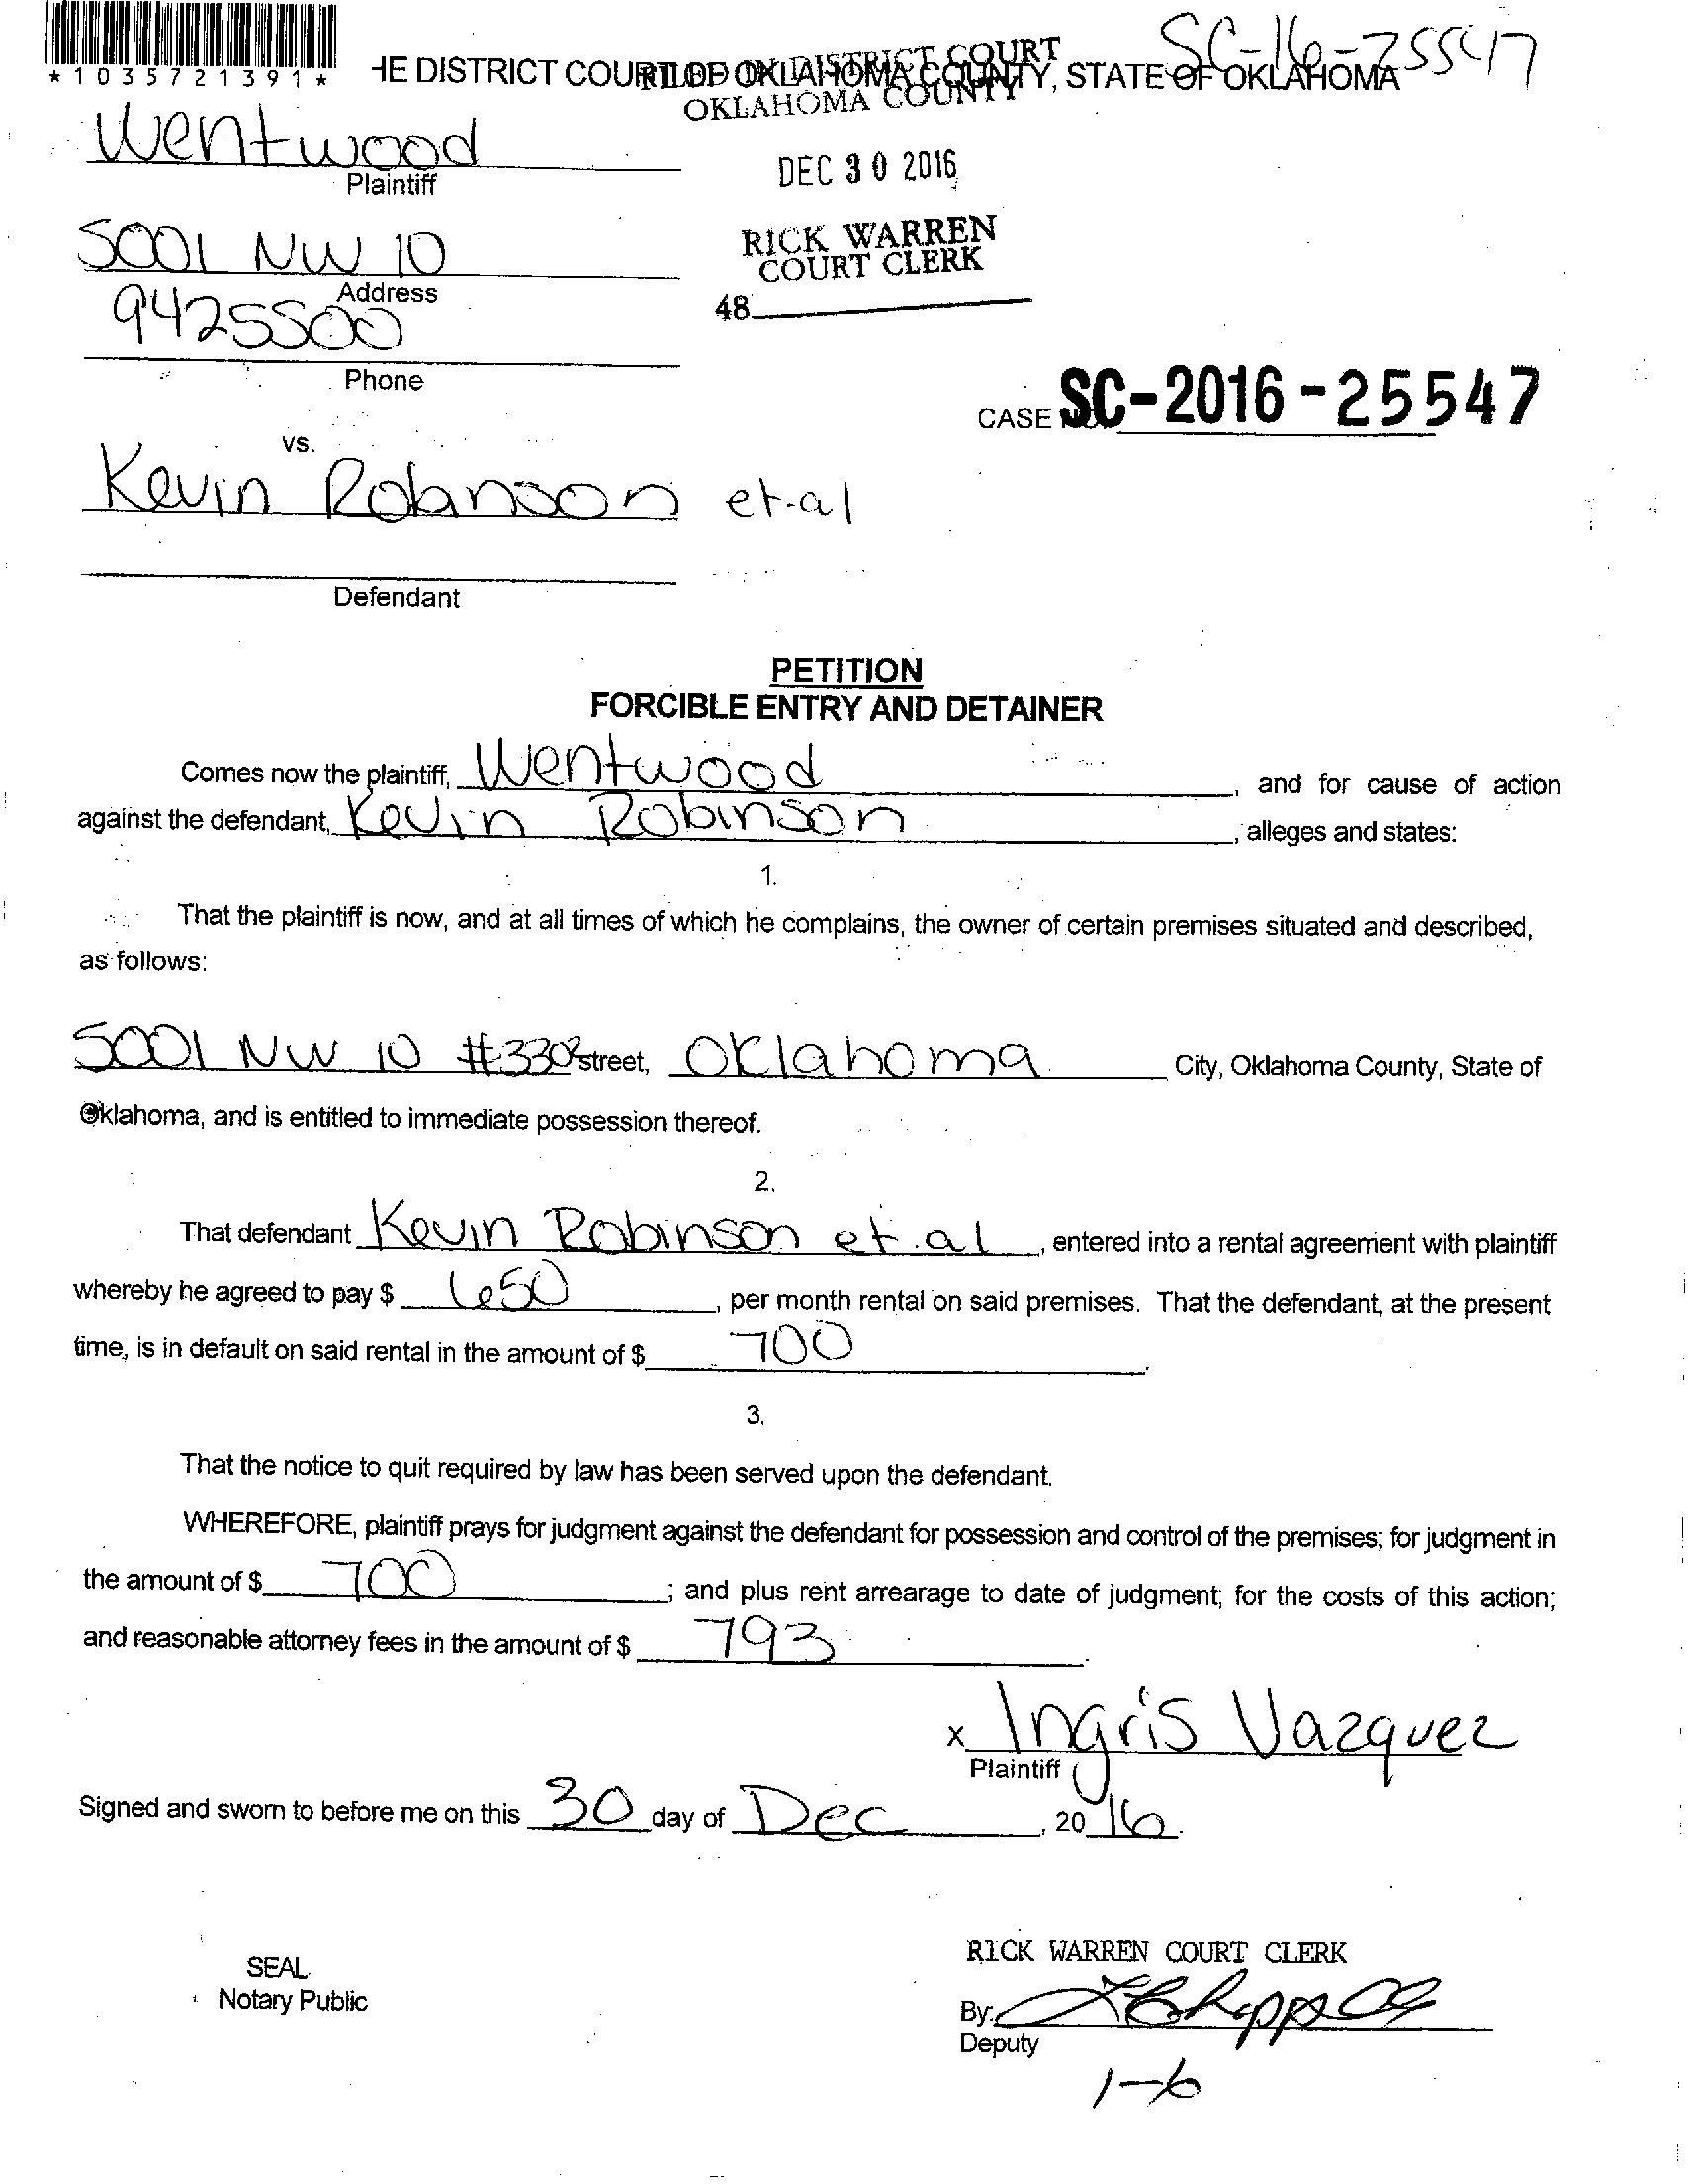 *1035721391*
SC-16-25547
HE DISTRICT COURT OF OKLAHOMA COUNTY, STATE OF OKLAHOMA
FILED IN DISTRICT COURT
OKLAHOMA COUNTY
Wentwood
Plaintiff
DEC 30 2016
5001 NW 10
Address
RICK WARREN
COURT CLERK
48
9425500
Phone
CASE NO. SC-2016-25547
vs.
Kevin Robinson et-al
Defendant
PETITION
FORCIBLE ENTRY AND DETAINER
Comes now the plaintiff, Wentwood, and for cause of action
against the defendant, Kevin Robinson, alleges and states:
1.
That the plaintiff is now, and at all times of which he complains, the owner of certain premises situated and described,
as follows:
5001 NW 10 #3308 street, Oklahoma City, Oklahoma County, State of
Oklahoma, and is entitled to immediate possession thereof.
2.
That defendant Kevin Robinson et.al, entered into a rental agreement with plaintiff
whereby he agreed to pay $ 650, per month rental on said premises. That the defendant, at the present
time, is in default on said rental in the amount of $ 700.
3.
That the notice to quit required by law has been served upon the defendant.
WHEREFORE, plaintiff prays for judgment against the defendant for possession and control of the premises; for judgment in
the amount of $ 700; and plus rent arrearage to date of judgment; for the costs of this action;
and reasonable attorney fees in the amount of $ 793.
x Ingris Vazquez
Plaintiff
Signed and sworn to before me on this 30 day of Dec, 2016.
RICK WARREN COURT CLERK
SEAL
Notary Public
By:
Deputy
1-6